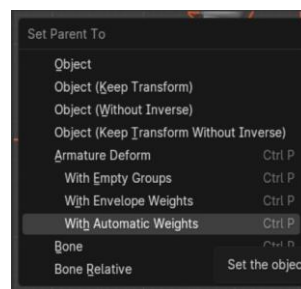 Set Parent To
Object
Object (Keep Transform)
Object (Without Inverse)
Object (Keep Transform Without Inverse)
Armature Deform Ctrl P
With Empty Groups Ctrl P
With Envelope Weights Ctrl P
With Automatic Weights Ctrl P
Bone Ctrl P
Bone Relative
Set the objec